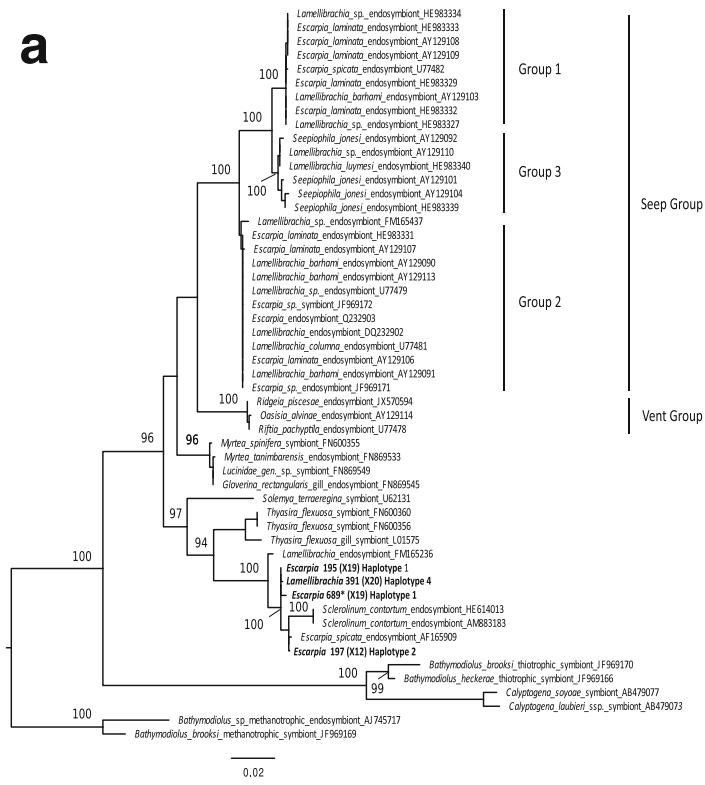 a
Lamellibrachia_sp._endosymbiont_HE983334
Escarpia_laminata_endosymbiont_HE983333
Escarpia_laminata_endosymbiont_AY129108
Escarpia_laminata_endosymbiont_AY129109
Escarpia_spicata_endosymbiont_U77482
100
Escarpia_laminata_endosymbiont_HE983329
Group 1
Lamellibrachia_barhami_endosymbiont_AY129103
Escarpia_laminata_endosymbiont_HE983332
100
Lamellibrachia_sp._endosymbiont_HE983327
Seepiophila_jonesi_endosymbiont_AY129092
Lamellibrachia_sp._endosymbiont_AY129110
100
Lamellibrachia_luymesi_endosymbiont_HE983340
Group 3
100
Seepiophila_jonesi_endosymbiont_AY129101
Seepiophila_jonesi_endosymbiont_AY129104
Seepiophila_jonesi_endosymbiont_HE983339
Seep Group
Lamellibrachia_sp._endosymbiont_FM165437
Escarpia_laminata_endosymbiont_HE983331
Escarpia_laminata_endosymbiont_AY129107
Lamellibrachia_barhami_endosymbiont_AY129090
Lamellibrachia_barhami_endosymbiont_AY129113
Lamellibrachia_sp._endosymbiont_U77479
Escarpia_sp._symbiont_JF969172
Group 2
Escarpia_endosymbiont_Q232903
Lamellibrachia_endosymbiont_DQ232902
Lamellibrachia_columna_endosymbiont_U77481
Escarpia_laminata_endosymbiont_AY129106
Lamellibrachia_barhami_endosymbiont_AY129091
Escarpia_sp._endosymbiont_JF969171
100
Ridgeia_piscesae_endosymbiont_JX570594
Oasisia_alvinae_endosymbiont_AY129114
Vent Group
Riftia_pachyptila_endosymbiont_U77478
96
96
Myrtea_spinifera_symbiont_FN600355
Myrtea_tanimbarensis_endosymbiont_FN869533
Lucinidae_gen._sp._symbiont_FN869549
Gloverina_rectangularis_gill_endosymbiont_FN869545
Solemya_terraeregina_symbiont_U62131
97
Thyasira_flexuosa_symbiont_FN600360
Thyasira_flexuosa_symbiont_FN600356
94
Thyasira_flexuosa_gill_symbiont_L01575
100
Lamellibrachia_endosymbiont_FM165236
100
Escarpia 195 (X19) Haplotype 1
Lamellibrachia 391 (X20) Haplotype 4
Escarpia 689* (X19) Haplotype 1
100
Sclerolinum_contortum_endosymbiont_HE614013
100
Sclerolinum_contortum_endosymbiont_AM883183
Escarpia_spicata_endosymbiont_AF165909
Escarpia 197 (X12) Haplotype 2
Bathymodiolus_brooksi_thiotrophic_symbiont_JF969170
100
Bathymodiolus_heckerae_thiotrophic_symbiont_JF969166
99
Calyptogena_soyoae_symbiont_AB479077
Calyptogena_laubieri_ssp._symbiont_AB479073
100
Bathymodiolus_sp_methanotrophic_endosymbiont_AJ745717
Bathymodiolus_brooksi_methanotrophic_symbiont_JF969169
0.02